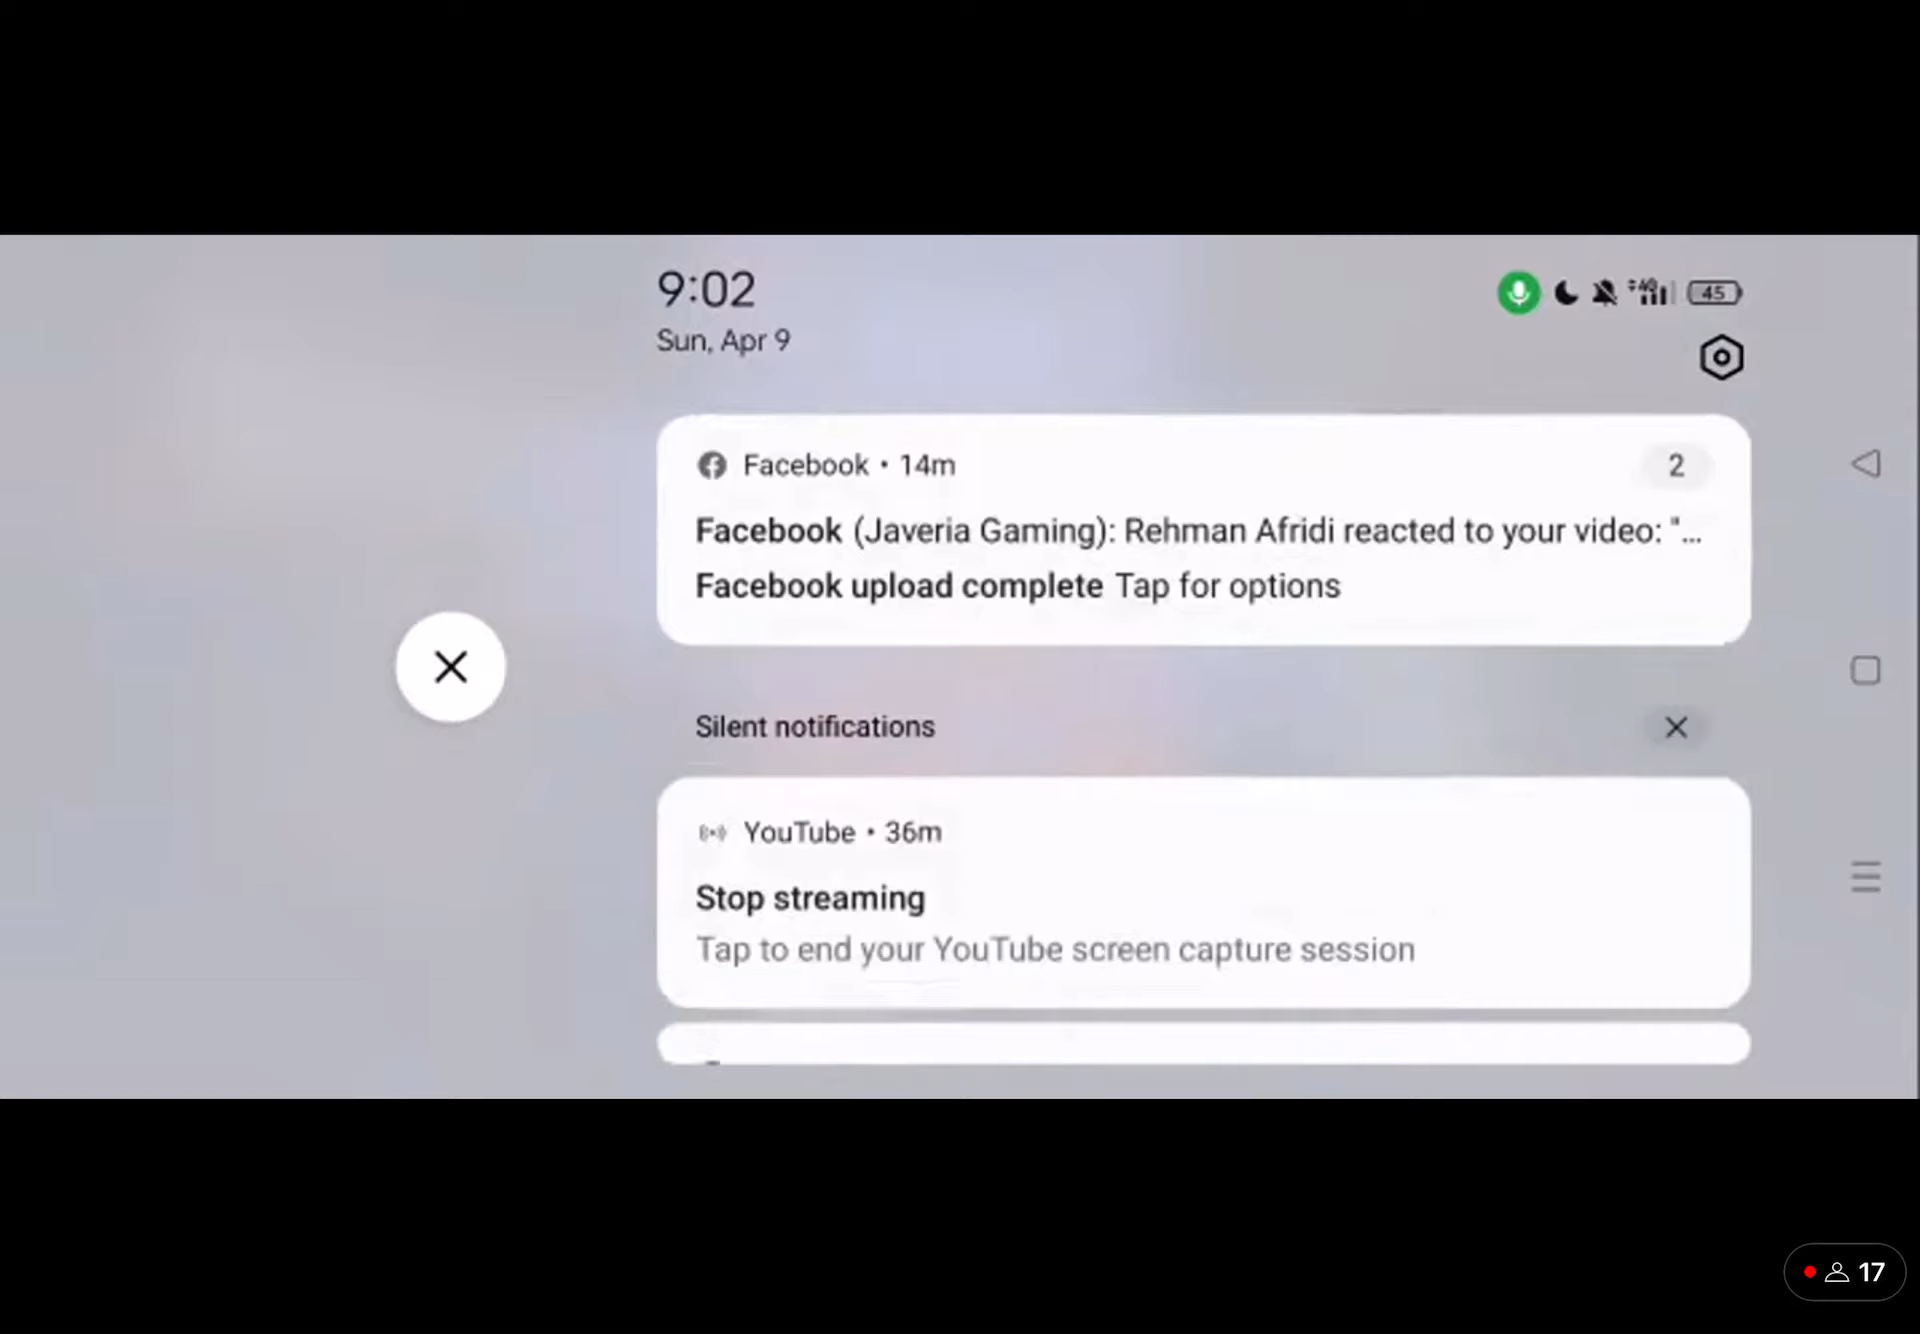 9:02
Sun, Apr 9
45
Facebook • 14m
2
Facebook (Javeria Gaming): Rehman Afridi reacted to your video: "...
Facebook upload complete Tap for options
Silent notifications
YouTube • 36m
Stop streaming
Tap to end your YouTube screen capture session
17